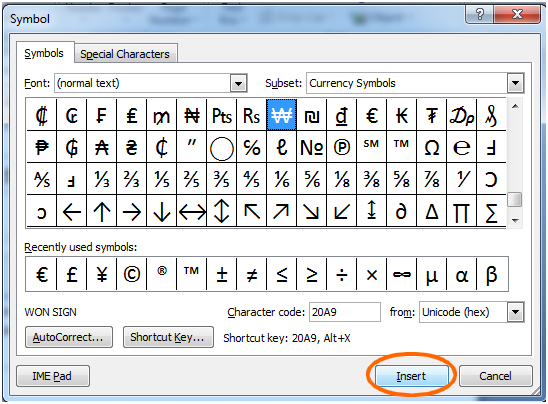 Symbol
Symbols Special Characters
Font: (normal text) Subset: Currency Symbols
₡ ₢ ₣ ₤ ₥ ₦ ₧ ₨ ₩ ₪ ₫ € ₭ ₮ ₯ ₰
₱ ₲ ₳ ₴ ₵ ″ ⃝ ℅ ℓ № ℗ ℠ ™ Ω ℮ Ⅎ
⅍ ⅎ ⅓ ⅔ ⅕ ⅖ ⅗ ⅘ ⅙ ⅚ ⅛ ⅜ ⅝ ⅞ ⅟ Ↄ
ↄ ← ↑ → ↓ ↔ ↕ ↖ ↗ ↘ ↙ ↨ ∂ ∆ ∏ ∑
Recently used symbols:
€ £ ¥ © ® ™ ± ≠ ≤ ≥ ÷ × ∞ µ α β
WON SIGN Character code: 20A9 from: Unicode (hex)
AutoCorrect... Shortcut Key... Shortcut key: 20A9, Alt+X
IME Pad Insert Cancel